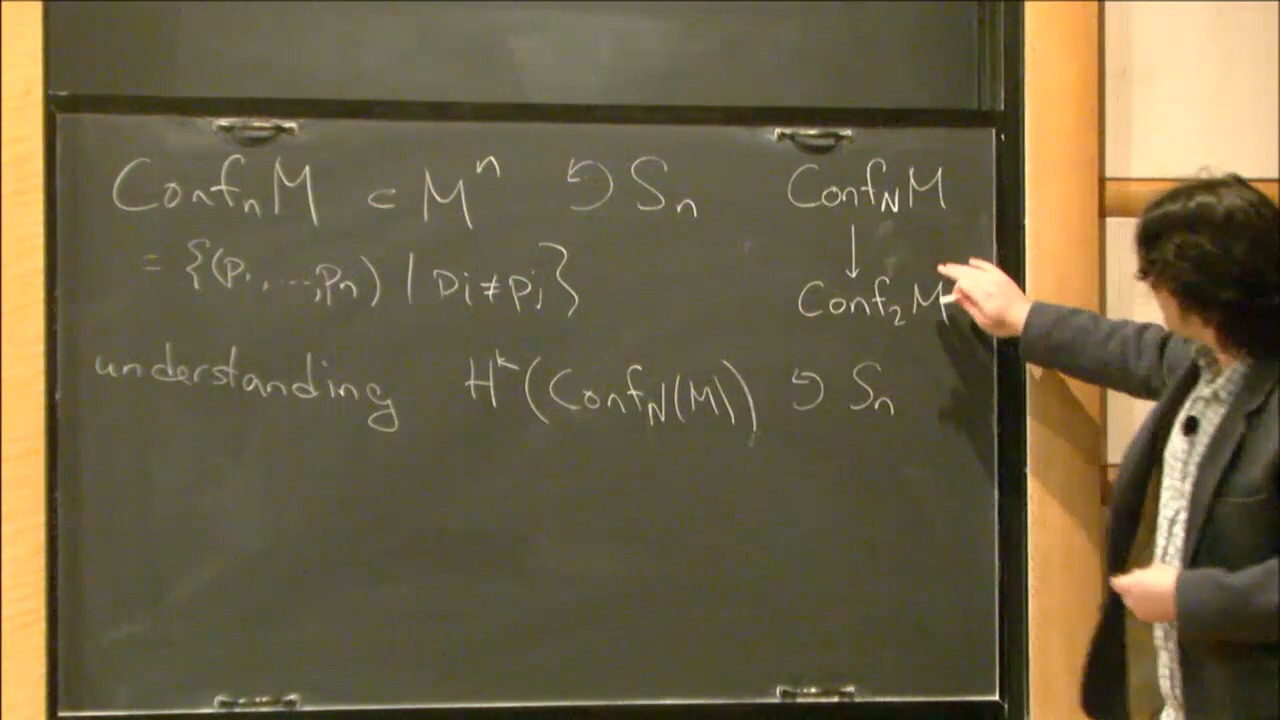 Conf_n M ⊂ M^n ↺ S_n
= {(p_1, ..., p_n) | p_i ≠ p_j}
understanding H^k(Conf_N(M)) ↺ S_n
Conf_N M
↓
Conf_2 M